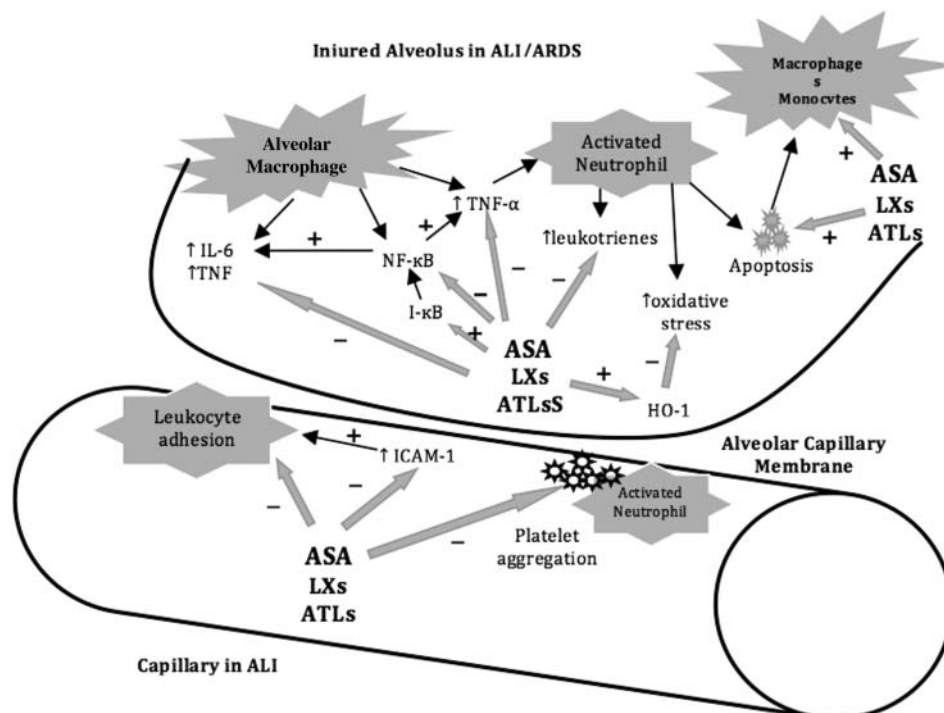 Iniured Alveolus in ALI/ARDS
Macrophage
s
Monocvtes
Alveolar
Macrophage
Activated
Neutrophil
+
ASA
LXs
ATLs
+
↑ TNF-α
+
↑ IL-6
↑TNF
+
NF-κB
↑leukotrienes
Apoptosis
−
−
−
I-κB
+
↑oxidative
stress
−
ASA
LXs
ATLsS
+
−
HO-1
Leukocyte
adhesion
+
↑ ICAM-1
−
−
Alveolar Capillary
Membrane
Activated
Neutrophil
Platelet
aggregation
−
ASA
LXs
ATLs
Capillary in ALI